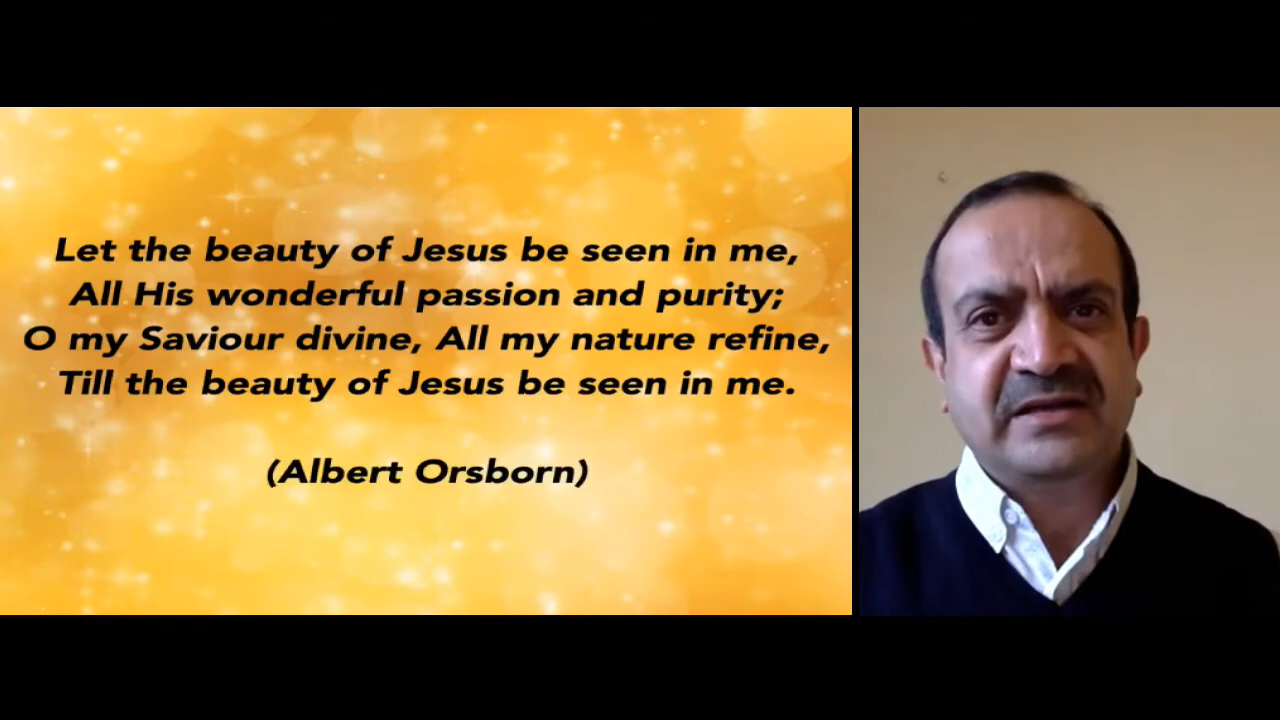 Let the beauty of Jesus be seen in me,
All His wonderful passion and purity;
O my Saviour divine, All my nature refine,
Till the beauty of Jesus be seen in me.
(Albert Orsborn)